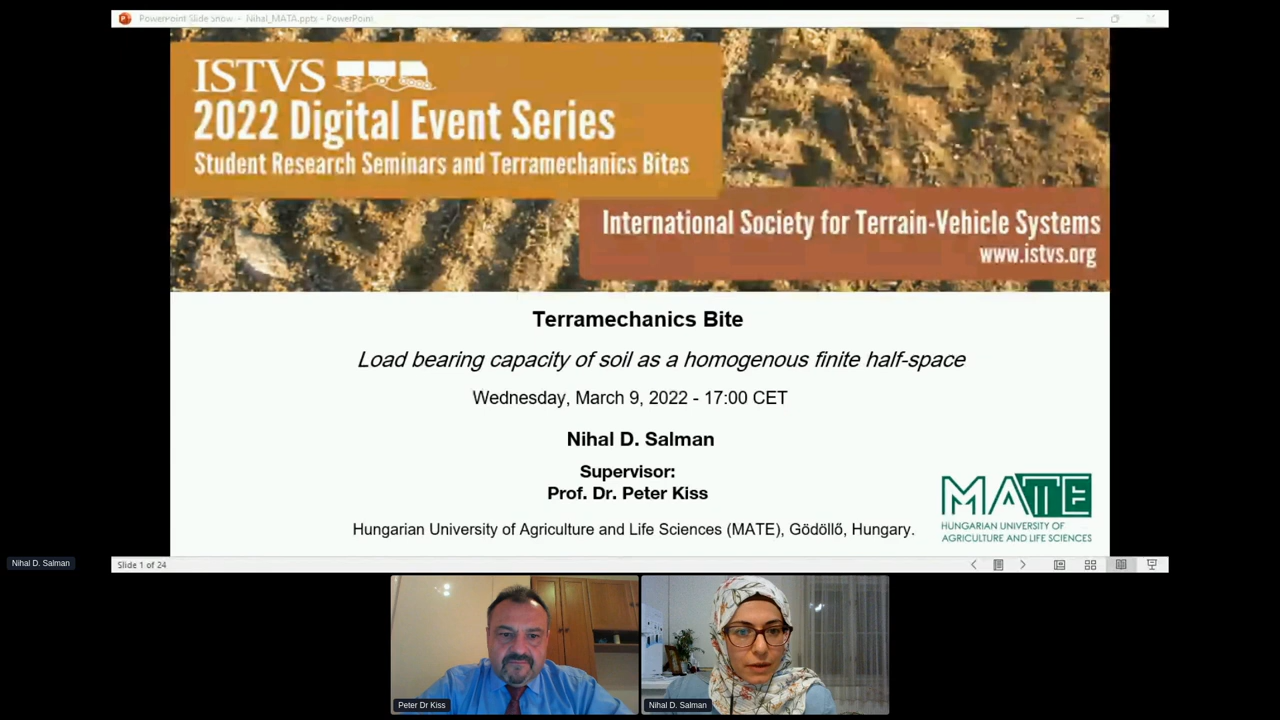 PowerPoint Slide Show - Nihal_MATA.pptx - PowerPoint
ISTVS
2022 Digital Event Series
Student Research Seminars and Terramechanics Bites
International Society for Terrain-Vehicle Systems
www.istvs.org
Terramechanics Bite
Load bearing capacity of soil as a homogenous finite half-space
Wednesday, March 9, 2022 - 17:00 CET
Nihal D. Salman
Supervisor:
Prof. Dr. Peter Kiss
Hungarian University of Agriculture and Life Sciences (MATE), Gödöllő, Hungary.
MATE
HUNGARIAN UNIVERSITY OF
AGRICULTURE AND LIFE SCIENCES
Nihal D. Salman
Slide 1 of 24
Peter Dr Kiss
Nihal D. Salman